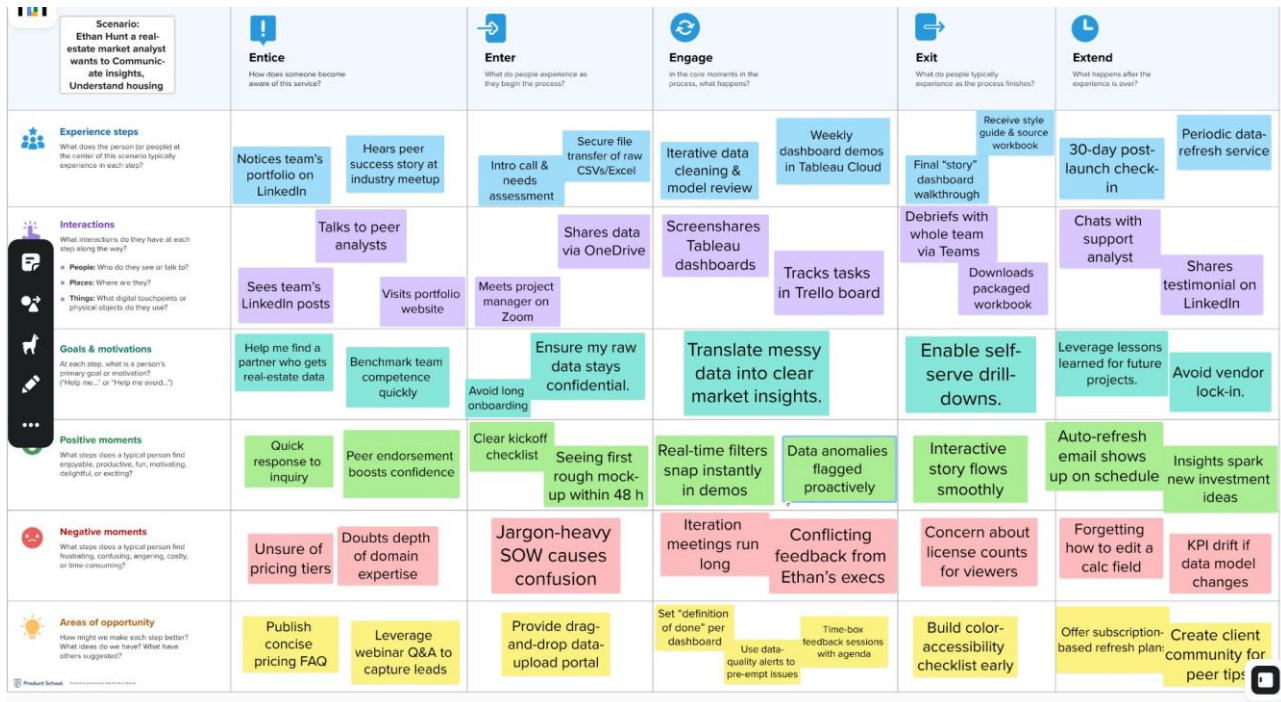 Scenario:
Ethan Hunt a real-
estate market analyst
wants to Communic-
ate insights,
Understand housing
Entice
How does someone become
aware of this service?
Enter
What do people experience as
they begin the process?
Engage
In the core moments in the
process, what happens?
Exit
What do people typically
experience as the process finishes?
Extend
What happens after the
experience is over?
Experience steps
What does the person (or people) at
the center of this scenario typically
experience in each step?
Notices team's
portfolio on
LinkedIn
Hears peer
success story at
industry meetup
Intro call &
needs
assessment
Secure file
transfer of raw
CSVs/Excel
Iterative data
cleaning &
model review
Weekly
dashboard demos
in Tableau Cloud
Final “story”
dashboard
walkthrough
Receive style
guide & source
workbook
30-day post-
launch check-
in
Periodic data-
refresh service
Interactions
What interactions do they have at each
step along the way?
People: Who do they see or talk to?
Places: Where are they?
Things: What digital touchpoints or
physical objects do they use?
Talks to peer
analysts
Sees team's
LinkedIn posts
Visits portfolio
website
Shares data
via OneDrive
Meets project
manager on
Zoom
Screenshares
Tableau
dashboards
Tracks tasks
in Trello board
Debriefs with
whole team
via Teams
Downloads
packaged
workbook
Chats with
support
analyst
Shares
testimonial on
LinkedIn
Goals & motivations
At each step, what is a person's
primary goal or motivation?
("Help me..." or "Help me avoid...")
Help me find a
partner who gets
real-estate data
Benchmark team
competence
quickly
Avoid long
onboarding
Ensure my raw
data stays
confidential.
Translate messy
data into clear
market insights.
Enable self-
serve drill-
downs.
Leverage lessons
learned for future
projects.
Avoid vendor
lock-in.
Positive moments
What steps does a typical person find
enjoyable, productive, fun, motivating,
delightful, or exciting?
Quick
response to
inquiry
Peer endorsement
boosts confidence
Clear kickoff
checklist
Seeing first
rough mock-
up within 48 h
Real-time filters
snap instantly
in demos
Data anomalies
flagged
proactively
Interactive
story flows
smoothly
Auto-refresh
email shows
up on schedule
Insights spark
new investment
ideas
Negative moments
What steps does a typical person find
frustrating, confusing, angering, costly,
or time-consuming?
Unsure of
pricing tiers
Doubts depth
of domain
expertise
Jargon-heavy
SOW causes
confusion
Iteration
meetings run
long
Conflicting
feedback from
Ethan's execs
Concern about
license counts
for viewers
Forgetting
how to edit a
calc field
KPI drift if
data model
changes
Areas of opportunity
How might we make each step better?
What ideas do we have? What have
others suggested?
Publish
concise
pricing FAQ
Leverage
webinar Q&A to
capture leads
Provide drag-
and-drop data-
upload portal
Set “definition
of done” per
dashboard
Use data-
quality alerts to
pre-empt issues
Time-box
feedback sessions
with agenda
Build color-
accessibility
checklist early
Offer subscription-
based refresh plans
Create client
community for
peer tips
Product School